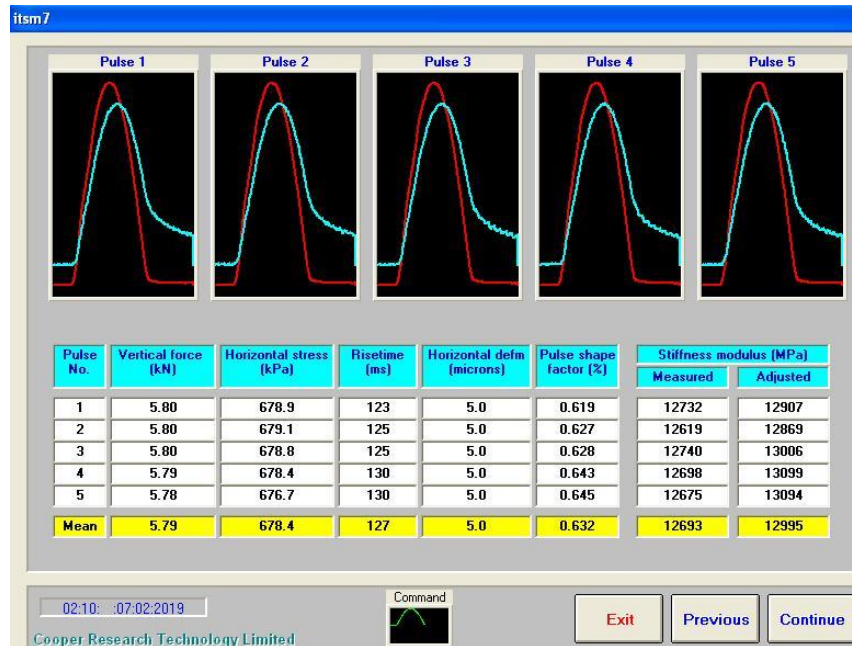 itsm7
Pulse 1 Pulse 2 Pulse 3 Pulse 4 Pulse 5
Pulse No. Vertical force (kN) Horizontal stress (kPa) Risetime (ms) Horizontal defm (microns) Pulse shape factor (%) Stiffness modulus (MPa)
Measured Adjusted
1 5.80 678.9 123 5.0 0.619 12732 12907
2 5.80 679.1 125 5.0 0.627 12619 12869
3 5.80 678.8 125 5.0 0.628 12740 13006
4 5.79 678.4 130 5.0 0.643 12698 13099
5 5.78 676.7 130 5.0 0.645 12675 13094
Mean 5.79 678.4 127 5.0 0.632 12693 12995
02:10: :07:02:2019
Command
Exit Previous Continue
Cooper Research Technology Limited